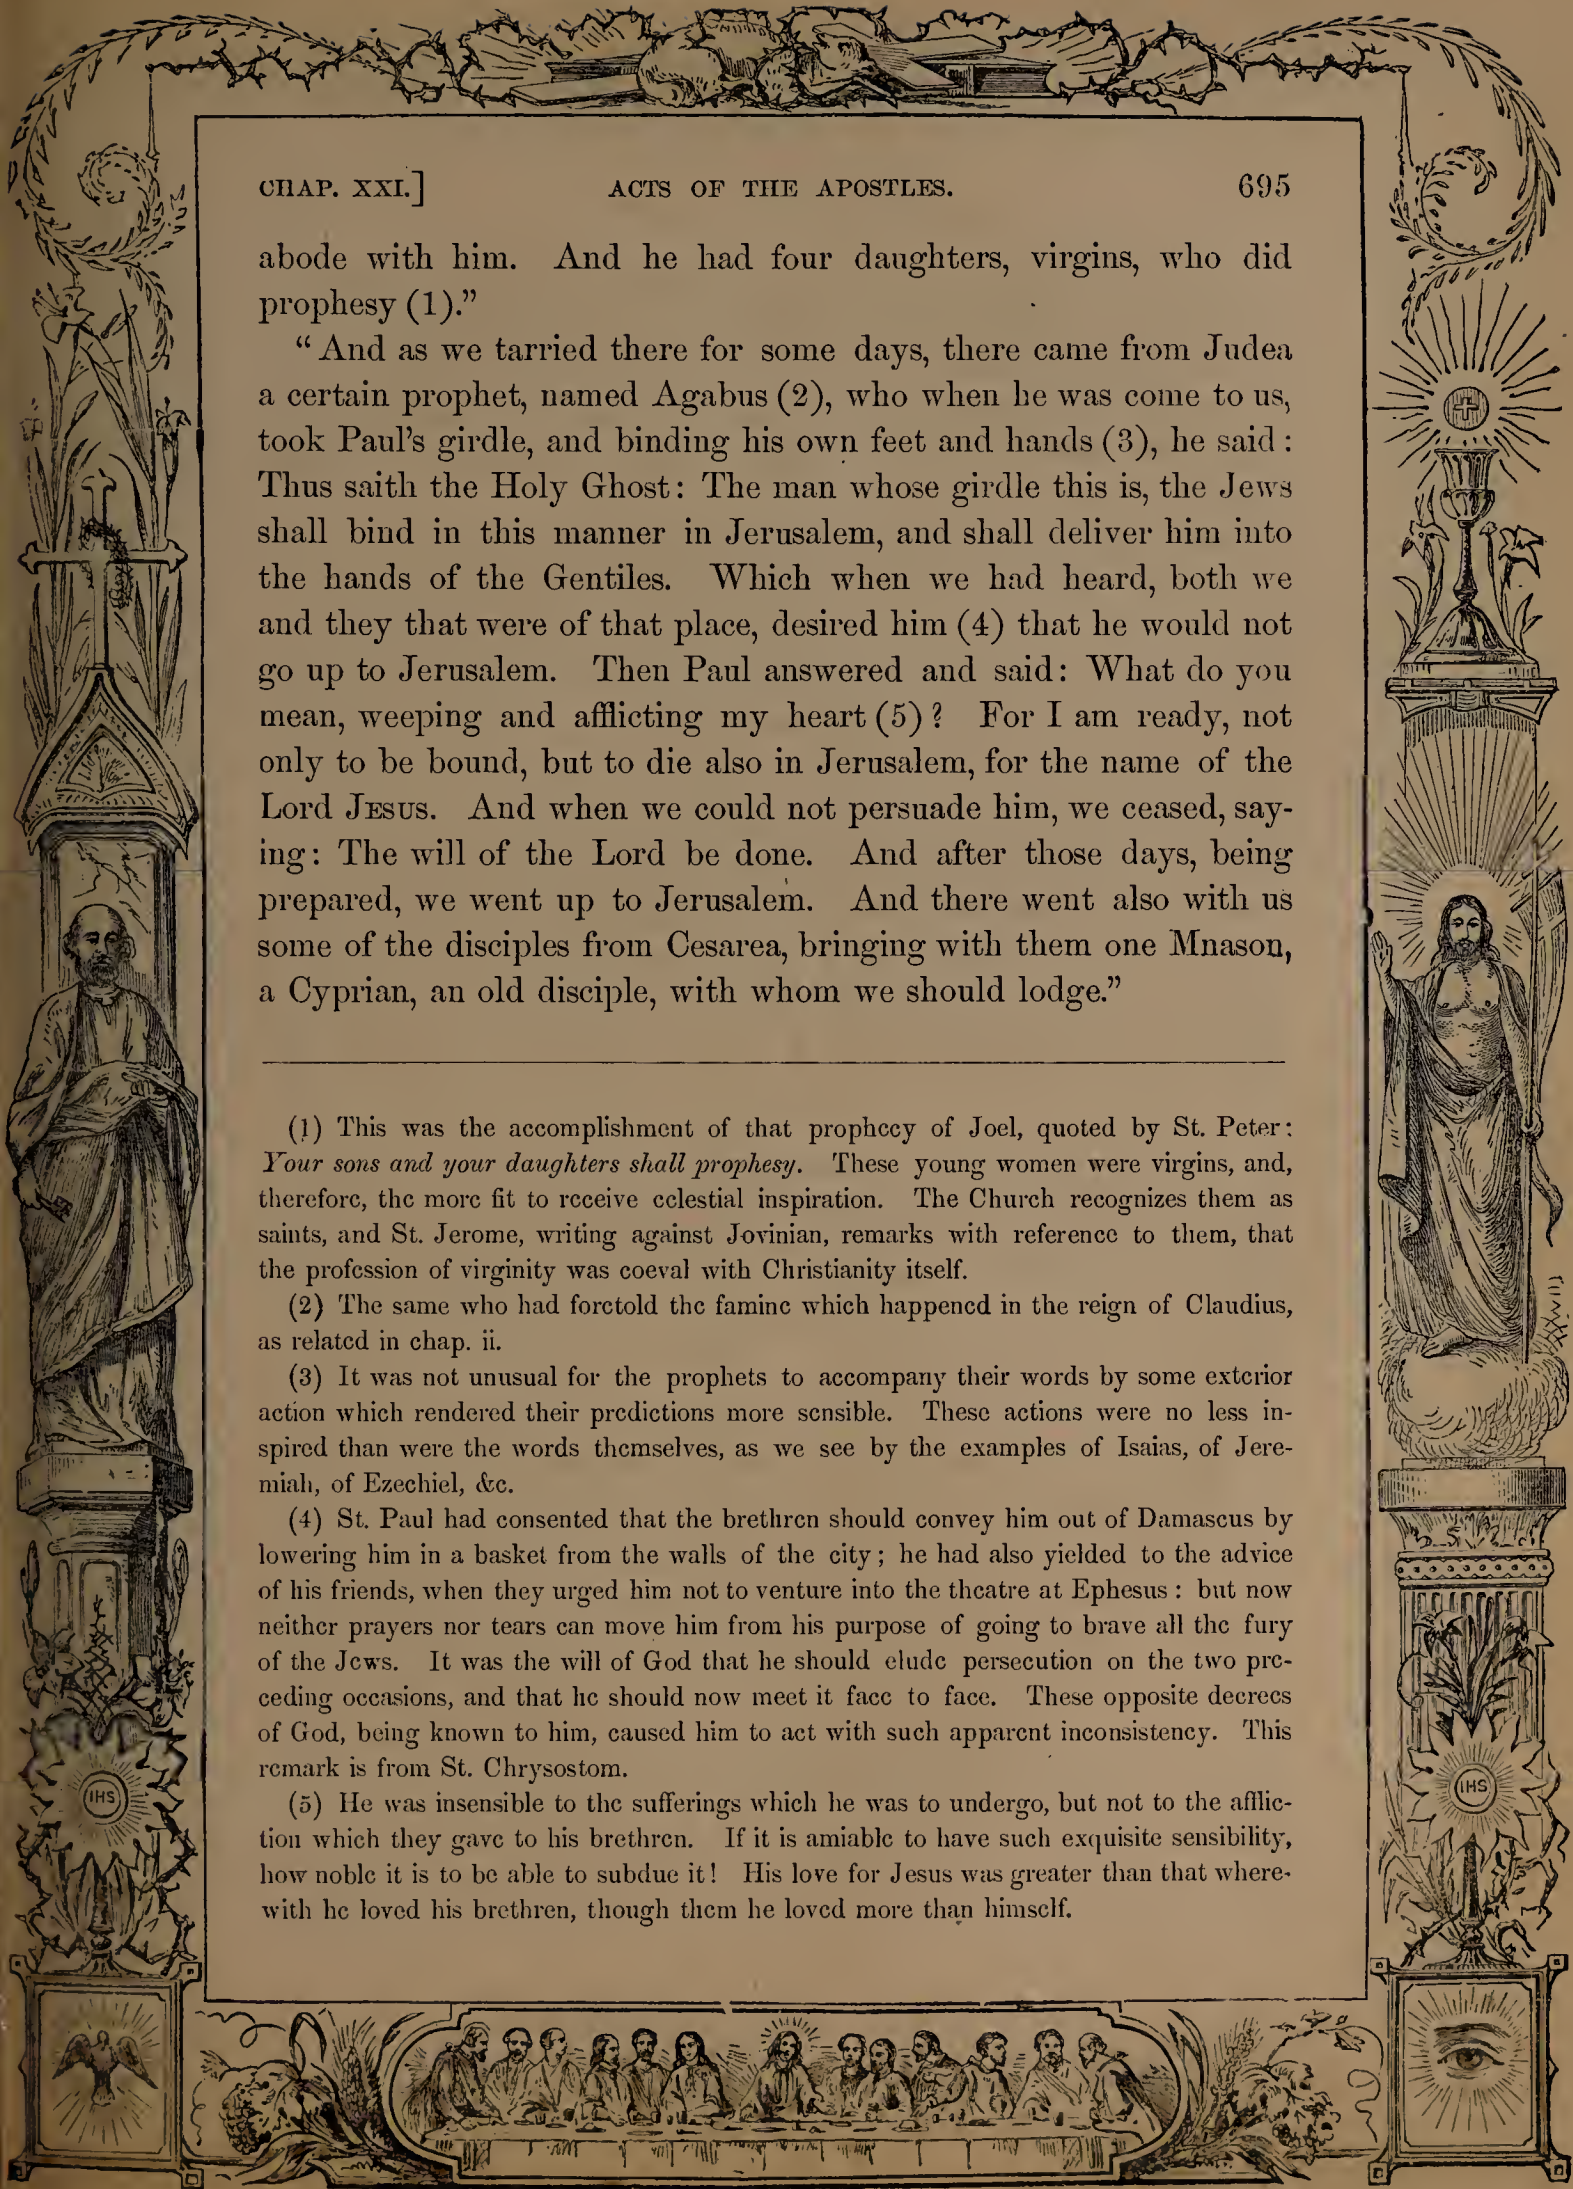 CHAP. XXI.] ACTS OF THE APOSTLES. 695
abode with him. And he had four daughters, virgins, who did
prophesy (1).”
“ And as we tarried there for some days, there came from Judea
a certain prophet, named Agabus (2), who when he was come to us,
took Paul’s girdle, and binding his own feet and hands (3), he said :
Thus saith the Holy Ghost: The man whose girdle this is, the Jews
shall bind in this manner in Jerusalem, and shall deliver him into
the hands of the Gentiles. Which when we had heard, both we
and they that were of that place, desired him (4) that he would not
go up to Jerusalem. Then Paul answered and said: What do you
mean, weeping and afflicting my heart (5) ? For I am ready, not
only to be bound, but to die also in Jerusalem, for the name of the
Lord JESUS. And when we could not persuade him, we ceased, say-
ing: The will of the Lord be done. And after those days, being
prepared, we went up to Jerusalem. And there went also with us
some of the disciples from Cesarea, bringing with them one Mnason,
a Cyprian, an old disciple, with whom we should lodge.”
(1) This was the accomplishment of that prophecy of Joel, quoted by St. Peter:
Your sons and your daughters shall prophesy. These young women were virgins, and,
therefore, the more fit to receive celestial inspiration. The Church recognizes them as
saints, and St. Jerome, writing against Jovinian, remarks with reference to them, that
the profession of virginity was coeval with Christianity itself.
(2) The same who had foretold the famine which happened in the reign of Claudius,
as related in chap. ii.
(3) It was not unusual for the prophets to accompany their words by some exterior
action which rendered their predictions more sensible. These actions were no less in-
spired than were the words themselves, as we see by the examples of Isaias, of Jere-
miah, of Ezechiel, &c.
(4) St. Paul had consented that the brethren should convey him out of Damascus by
lowering him in a basket from the walls of the city ; he had also yielded to the advice
of his friends, when they urged him not to venture into the theatre at Ephesus : but now
neither prayers nor tears can move him from his purpose of going to brave all the fury
of the Jews. It was the will of God that he should elude persecution on the two pre-
ceding occasions, and that he should now meet it face to face. These opposite decrees
of God, being known to him, caused him to act with such apparent inconsistency. This
remark is from St. Chrysostom.
(5) He was insensible to the sufferings which he was to undergo, but not to the afflic-
tion which they gave to his brethren. If it is amiable to have such exquisite sensibility,
how noble it is to be able to subdue it! His love for Jesus was greater than that where-
with he loved his brethren, though them he loved more than himself.
IHS
IHS